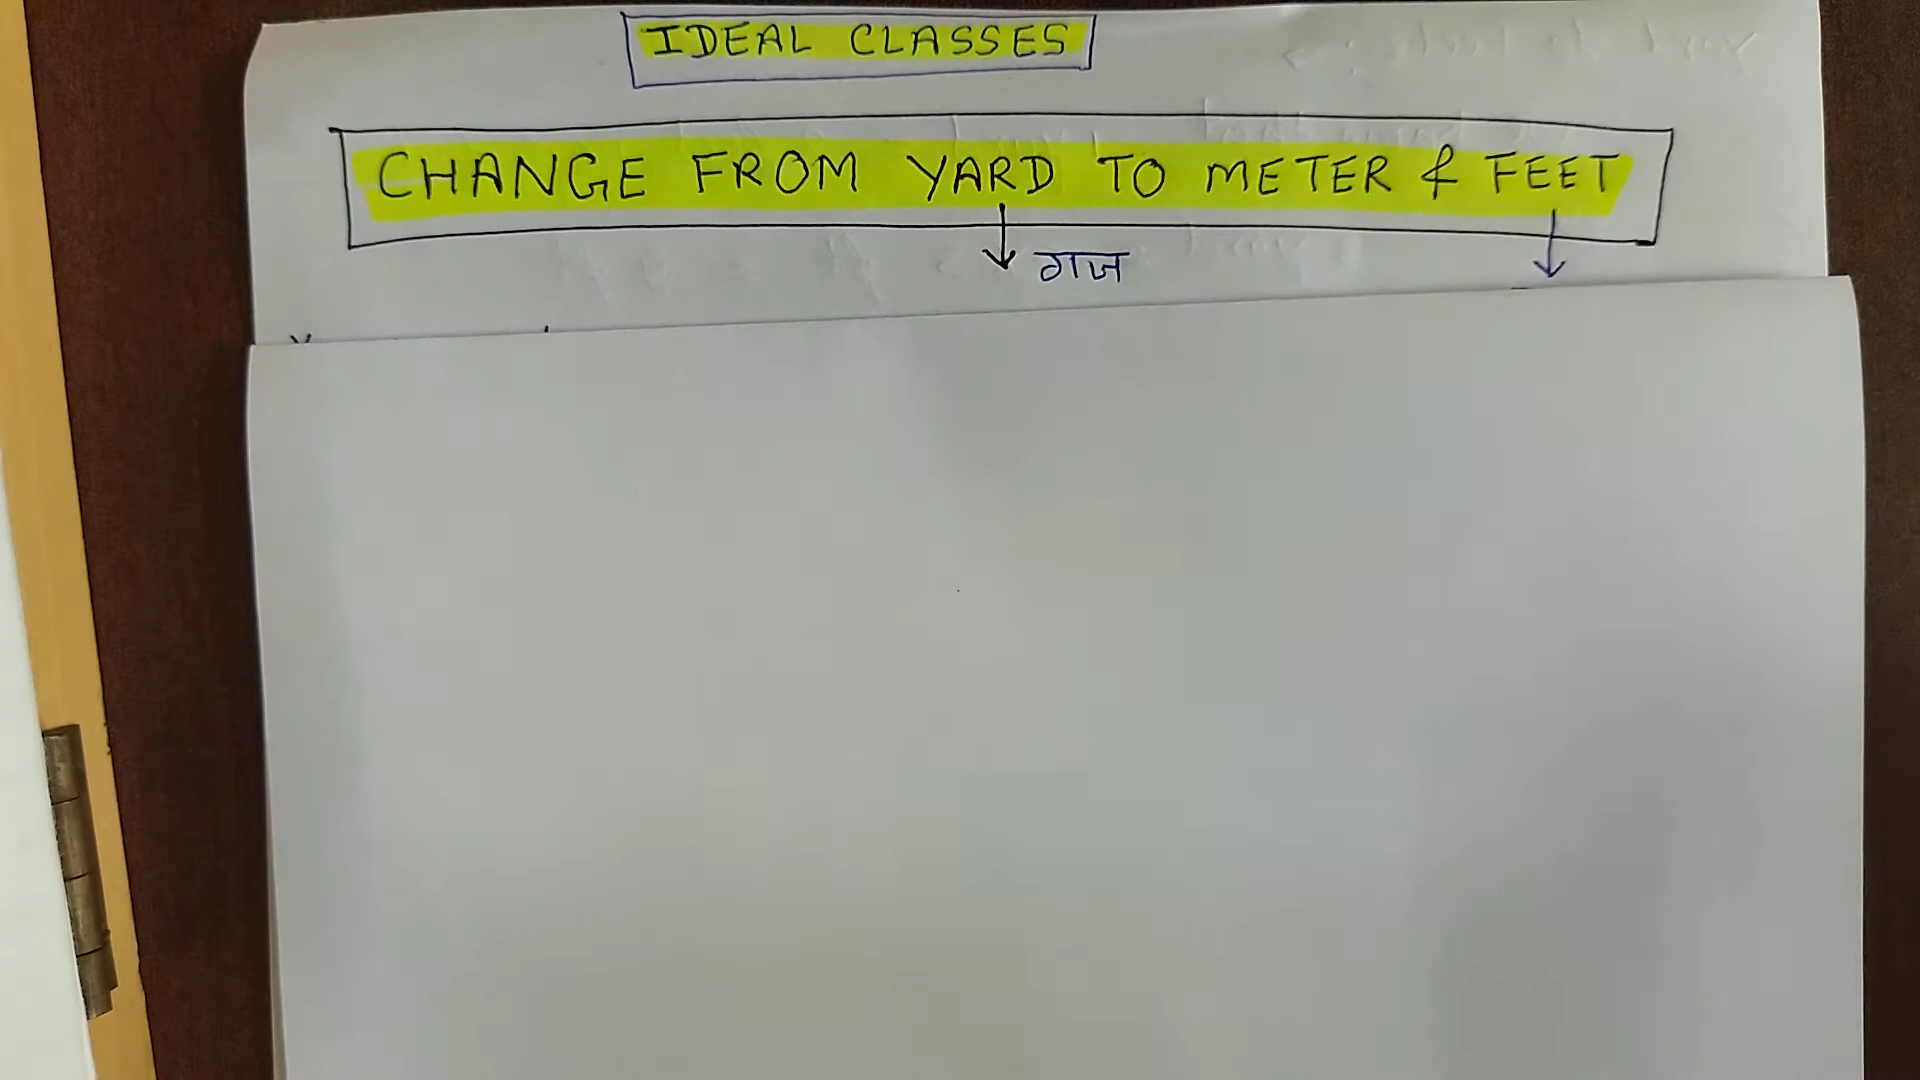 IDEAL CLASSES
CHANGE FROM YARD TO METER & FEET
गज